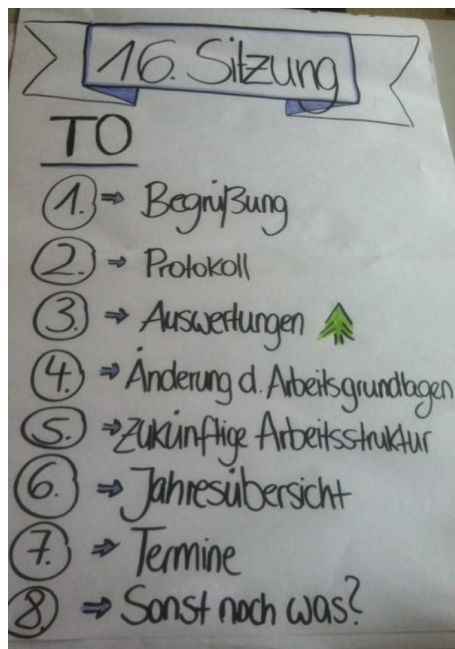 16. Sitzung
TO
1. ⇒ Begrüßung
2. ⇒ Protokoll
3. ⇒ Auswertungen
4. ⇒ Änderung d. Arbeitsgrundlagen
5. ⇒ Zukünftige Arbeitsstruktur
6. ⇒ Jahresübersicht
7. ⇒ Termine
8. ⇒ Sonst noch was?